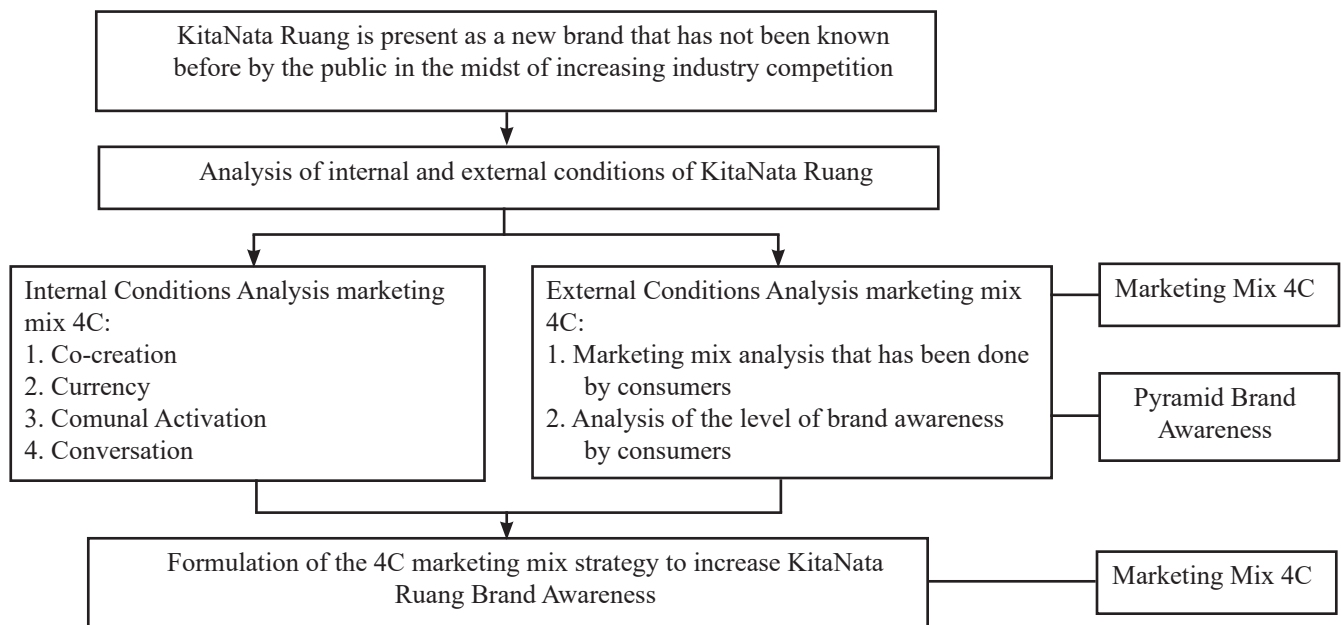 KitaNata Ruang is present as a new brand that has not been known
before by the public in the midst of increasing industry competition
Analysis of internal and external conditions of KitaNata Ruang
Internal Conditions Analysis marketing
mix 4C:
1. Co-creation
2. Currency
3. Comunal Activation
4. Conversation
External Conditions Analysis marketing mix
4C:
1. Marketing mix analysis that has been done
by consumers
2. Analysis of the level of brand awareness
by consumers
Marketing Mix 4C
Pyramid Brand
Awareness
Formulation of the 4C marketing mix strategy to increase KitaNata
Ruang Brand Awareness
Marketing Mix 4C